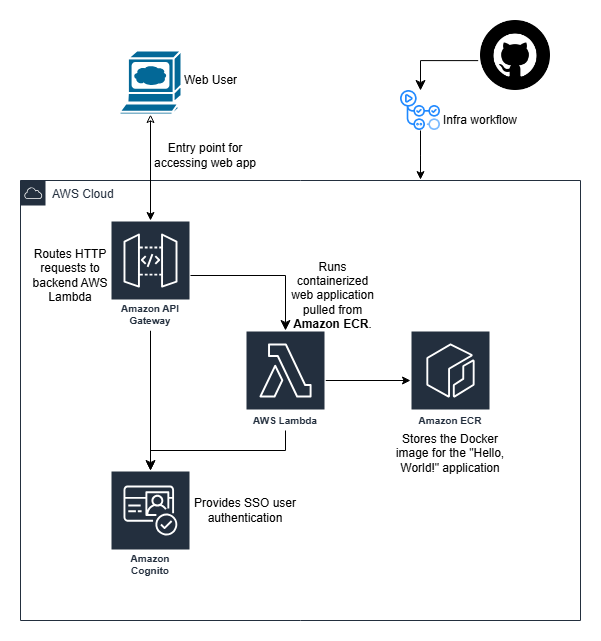 Web User
Infra workflow
Entry point for
accessing web app
AWS Cloud
Routes HTTP
requests to
backend AWS
Lambda
</>
Amazon API
Gateway
Runs
containerized
web application
pulled from
Amazon ECR.
AWS Lambda
Amazon ECR
Stores the Docker
image for the "Hello,
World!" application
Provides SSO user
authentication
Amazon
Cognito